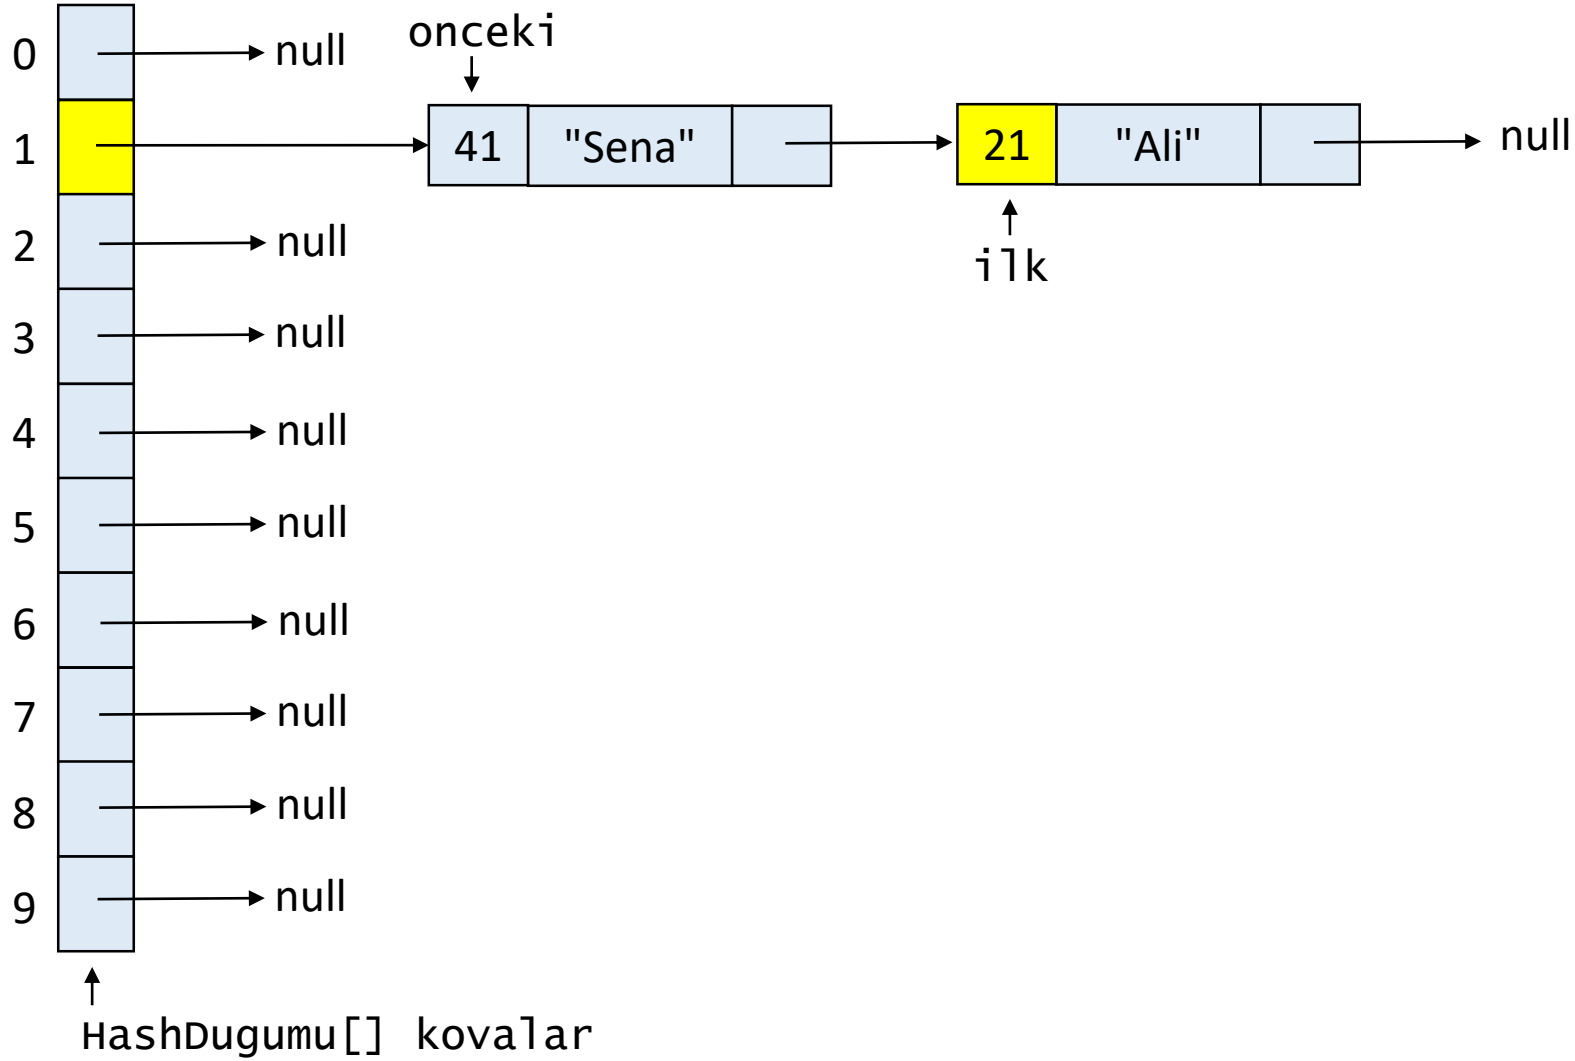 0 null
onceki
1 41 "Sena" 21 "Ali" null
2 null
ilk
3 null
4 null
5 null
6 null
7 null
8 null
9 null
HashDugumu[] kovalar